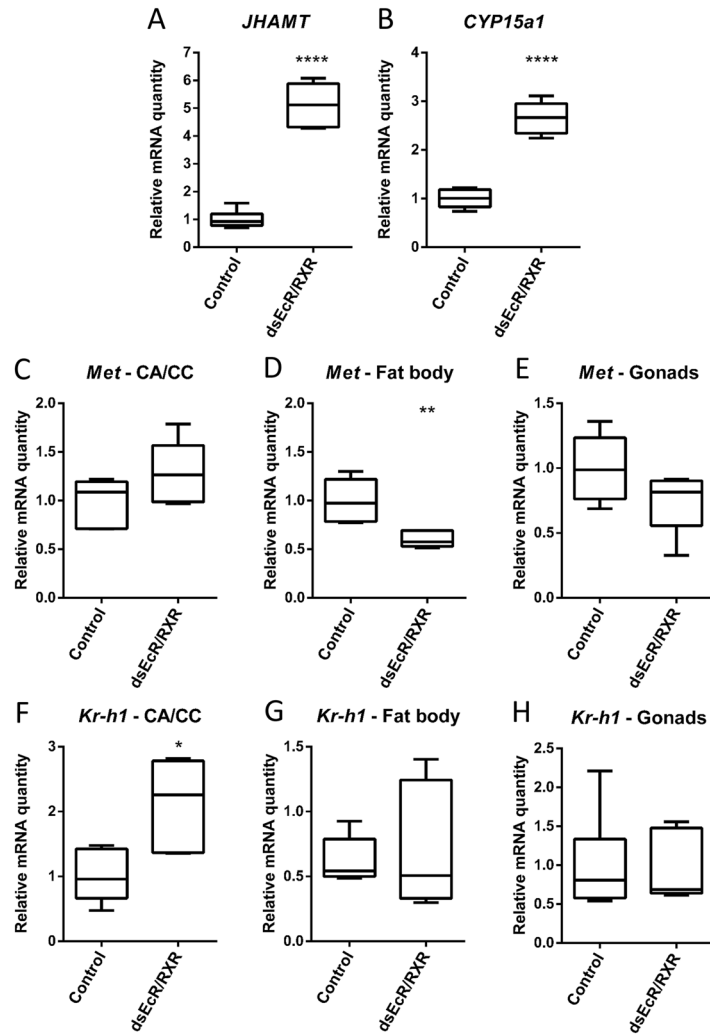 A JHAMT
****
Relative mRNA quantity
7
6
5
4
3
2
1
0
Control
dsEcR/RXR
B CYP15a1
****
Relative mRNA quantity
4
3
2
1
0
Control
dsEcR/RXR
C Met - CA/CC
Relative mRNA quantity
2.0
1.5
1.0
0.5
0.0
Control
dsEcR/RXR
D Met - Fat body
**
Relative mRNA quantity
2.0
1.5
1.0
0.5
0.0
Control
dsEcR/RXR
E Met - Gonads
Relative mRNA quantity
1.5
1.0
0.5
0.0
Control
dsEcR/RXR
F Kr-h1 - CA/CC
*
Relative mRNA quantity
3
2
1
0
Control
dsEcR/RXR
G Kr-h1 - Fat body
Relative mRNA quantity
1.5
1.0
0.5
0.0
Control
dsEcR/RXR
H Kr-h1 - Gonads
Relative mRNA quantity
2.5
2.0
1.5
1.0
0.5
0.0
Control
dsEcR/RXR